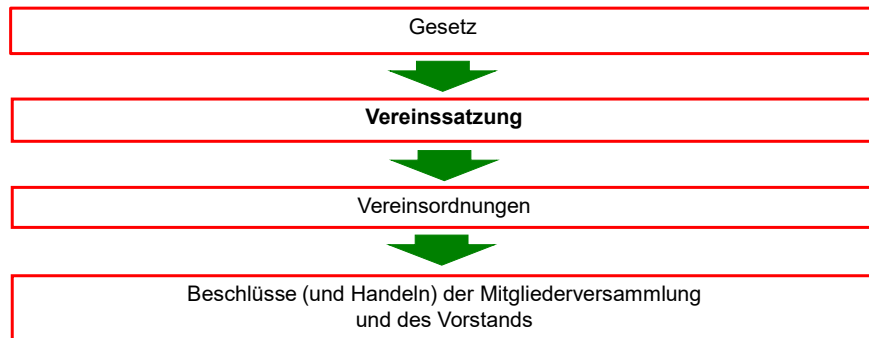 Gesetz
Vereinssatzung
Vereinsordnungen
Beschlüsse (und Handeln) der Mitgliederversammlung
und des Vorstands